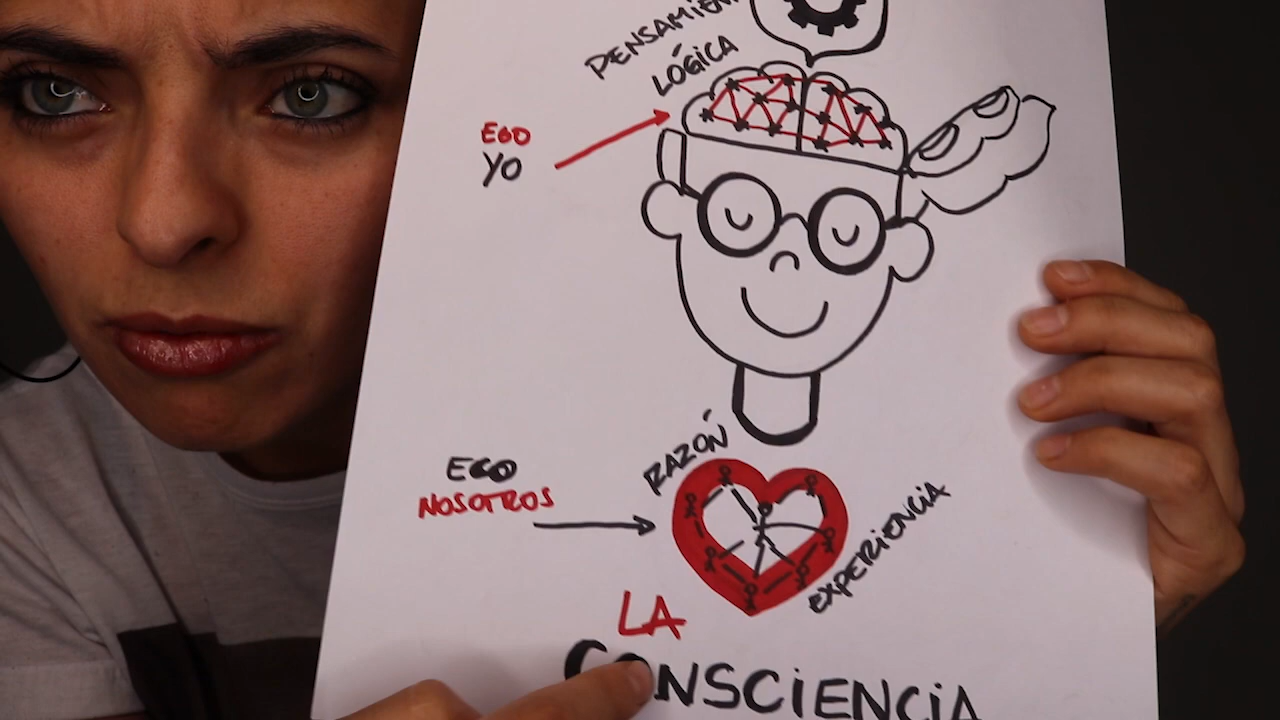 LÓGICA
EGO
YO
RAZÓN
EGO
NOSOTROS
EXPERIENCIA
LA
CONSCIENCIA